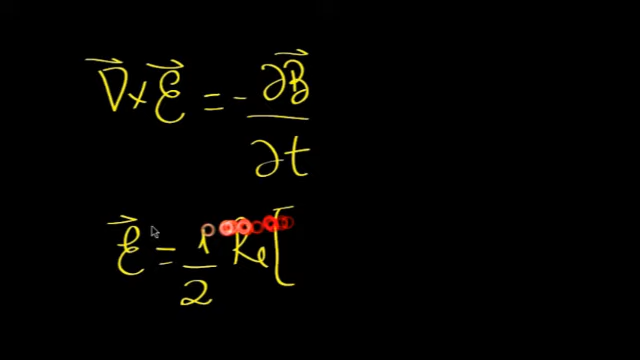 ∇⃗ × ℰ⃗ = - ∂B⃗ / ∂t
ℰ⃗ = 1/2 Re [